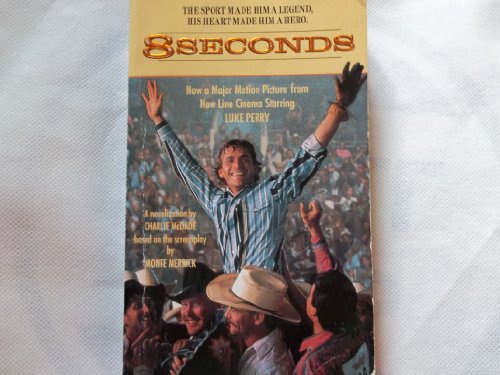 THE SPORT MADE HIM A LEGEND,
HIS HEART MADE HIM A HERO.
8 SECONDS
Now a Major Motion Picture from
New Line Cinema Starring
LUKE PERRY
A novelization by
CHARLIE McDADE
based on the screenplay
by
MONTE MERRICK